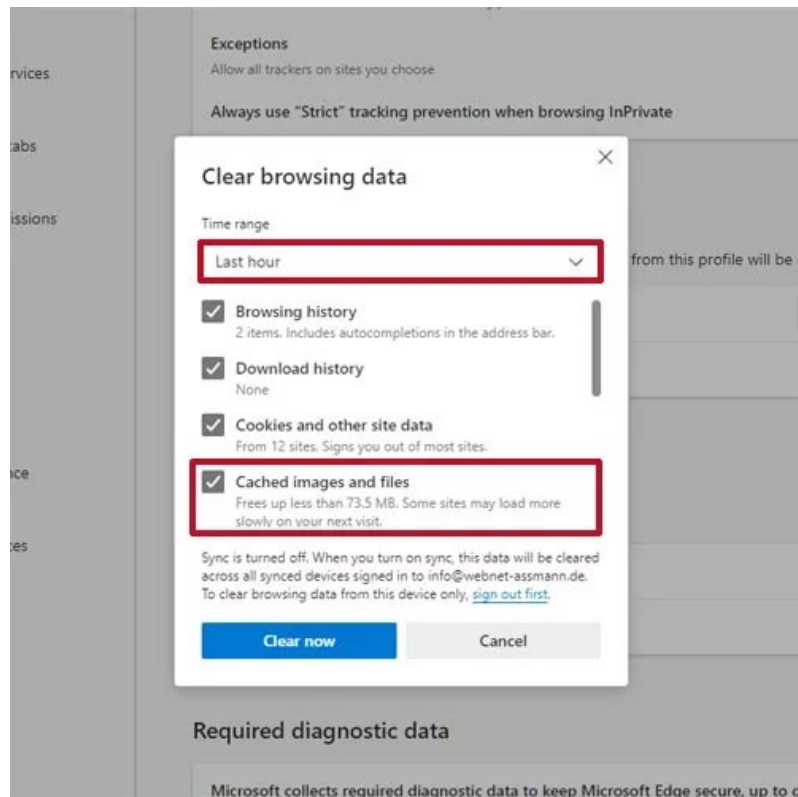 Exceptions
Allow all trackers on sites you choose
rvices
Always use “Strict” tracking prevention when browsing InPrivate
tabs
Clear browsing data
issions
Time range
from this profile will be
Last hour
Browsing history
2 items. Includes autocompletions in the address bar.
Download history
None
Cookies and other site data
From 12 sites. Signs you out of most sites.
nce
Cached images and files
Frees up less than 73.5 MB. Some sites may load more
slowly on your next visit.
es
Sync is turned off. When you turn on sync, this data will be cleared
across all synced devices signed in to info@webnet-assmann.de.
To clear browsing data from this device only, sign out first.
Clear now
Cancel
Required diagnostic data
Microsoft collects required diagnostic data to keep Microsoft Edge secure, up to